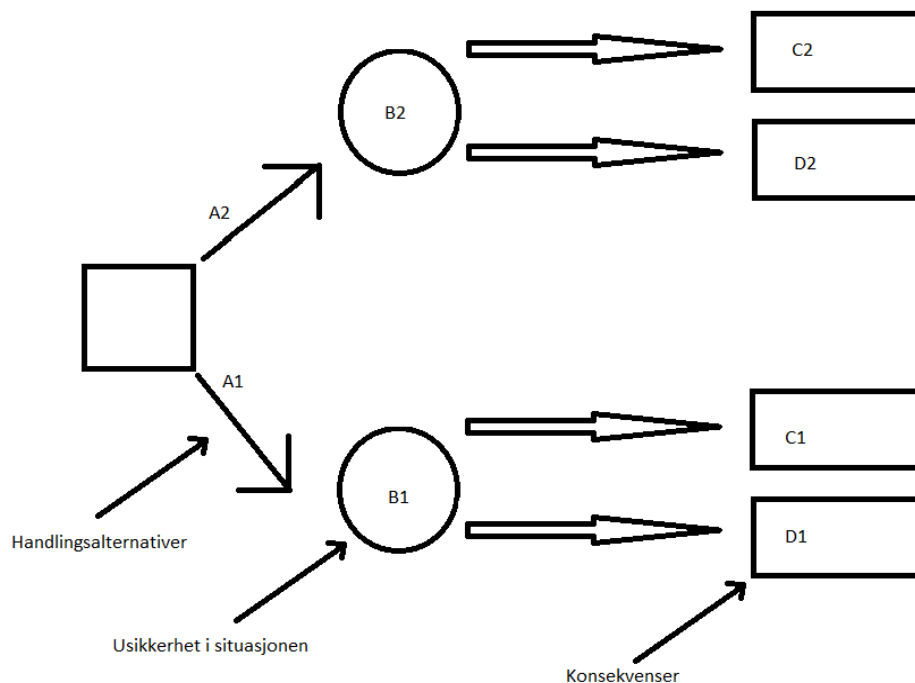 C2
B2
D2
A2
A1
C1
B1
D1
Handlingsalternativer
Usikkerhet i situasjonen
Konsekvenser